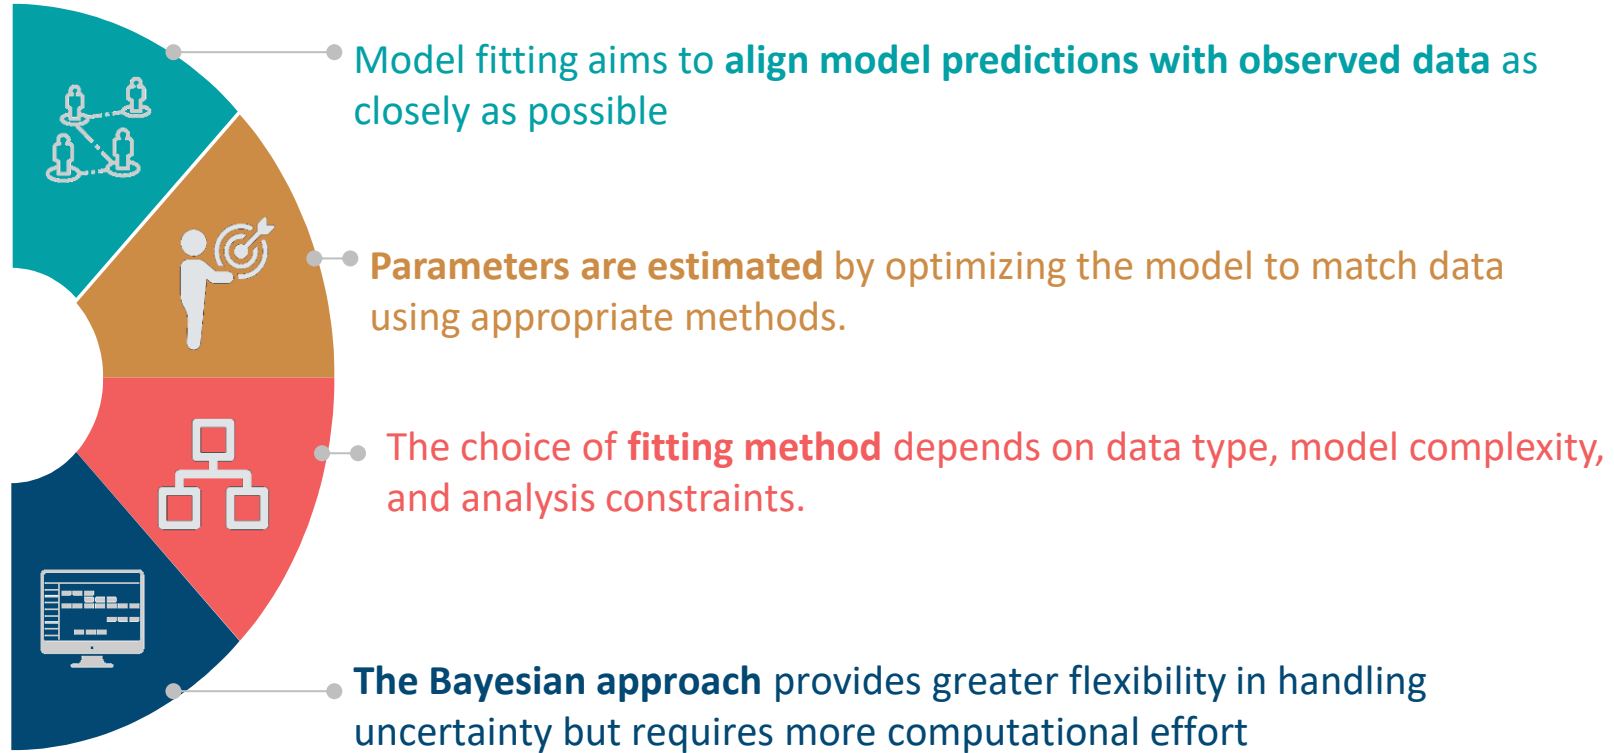 Model fitting aims to align model predictions with observed data as
closely as possible
Parameters are estimated by optimizing the model to match data
using appropriate methods.
The choice of fitting method depends on data type, model complexity,
and analysis constraints.
The Bayesian approach provides greater flexibility in handling
uncertainty but requires more computational effort